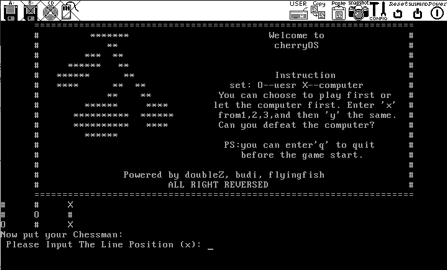 A: B: CD USER Copy Paste Snapshot CONFIG Reset suspend Power
Welcome to
cherryOS
Instruction
set: O--uesr X--computer
You can choose to play first or
let the computer first. Enter 'x'
from1,2,3,and then 'y' the same.
Can you defeat the computer?
PS:you can enter'q' to quit
before the game start.
Powered by doubleZ, budi, flyingfish
ALL RIGHT REVERSED
# # X
# O #
O # X
Now put your Chessman:
Please Input The Line Position (x): _